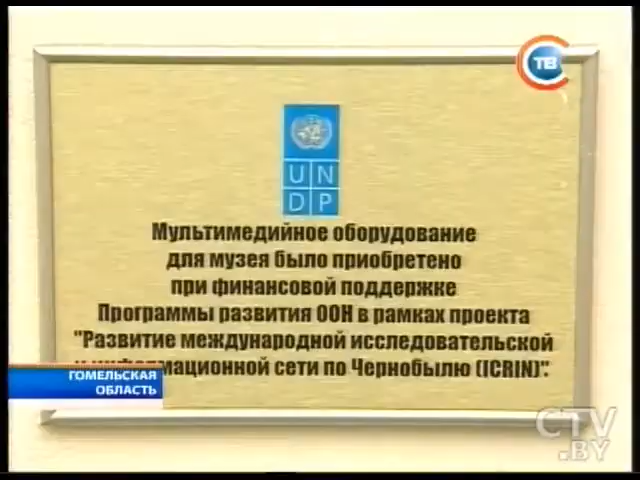 СТВ
UN
DP
Мультимедийное оборудование
для музея было приобретено
при финансовой поддержке
Программы развития ООН в рамках проекта
"Развитие международной исследовательской
и информационной сети по Чернобылю (ICRIN)".
ГОМЕЛЬСКАЯ
ОБЛАСТЬ
CTV
.BY